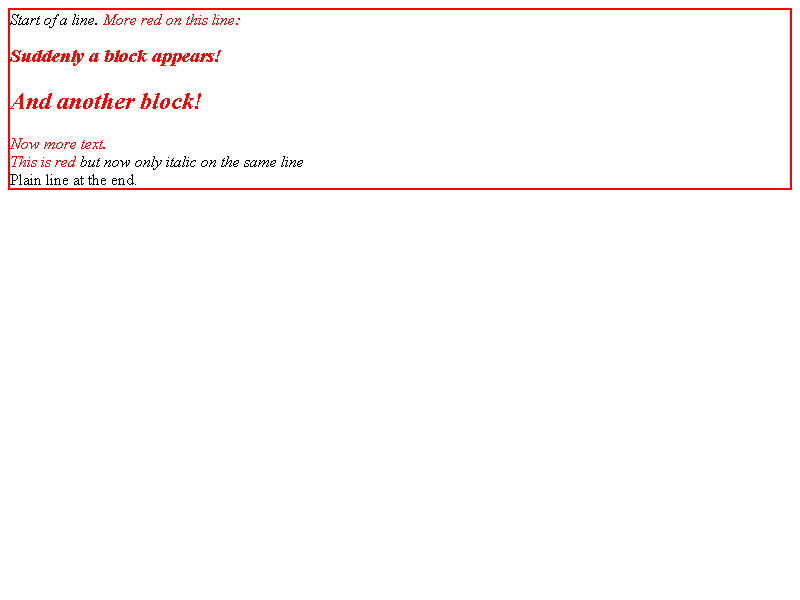 Start of a line. More red on this line:
Suddenly a block appears!
And another block!
Now more text.
This is red but now only italic on the same line
Plain line at the end.